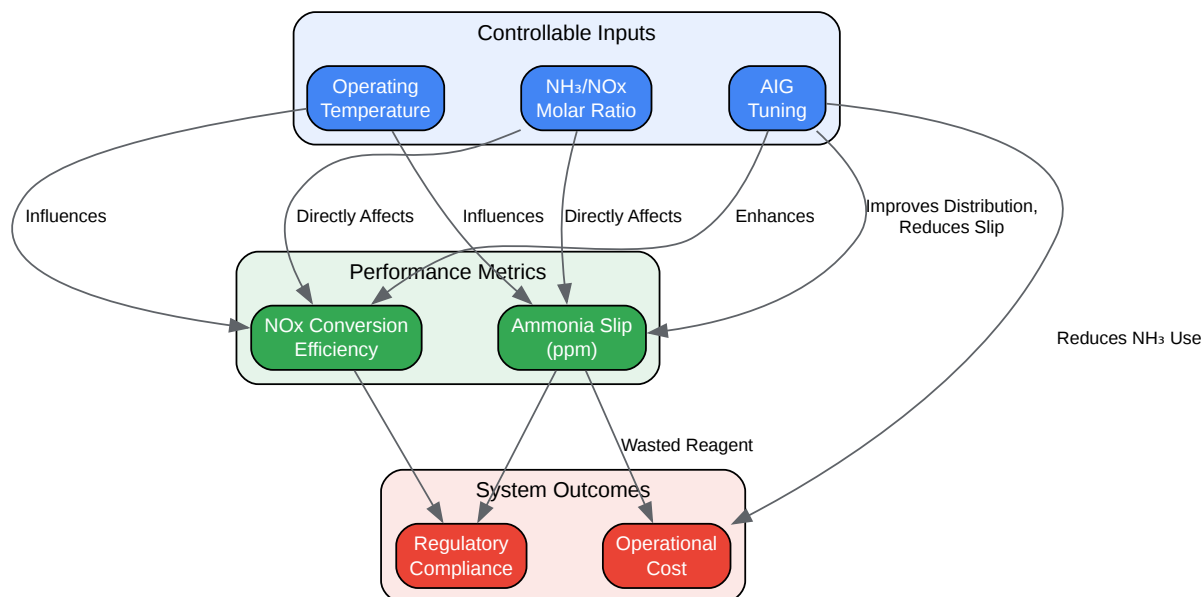 Controllable Inputs
Operating
Temperature
NH₃/NOx
Molar Ratio
AIG
Tuning
Influences
Directly Affects
Influences
Directly Affects
Enhances
Improves Distribution,
Reduces Slip
Performance Metrics
NOx Conversion
Efficiency
Ammonia Slip
(ppm)
Reduces NH₃ Use
Wasted Reagent
System Outcomes
Regulatory
Compliance
Operational
Cost